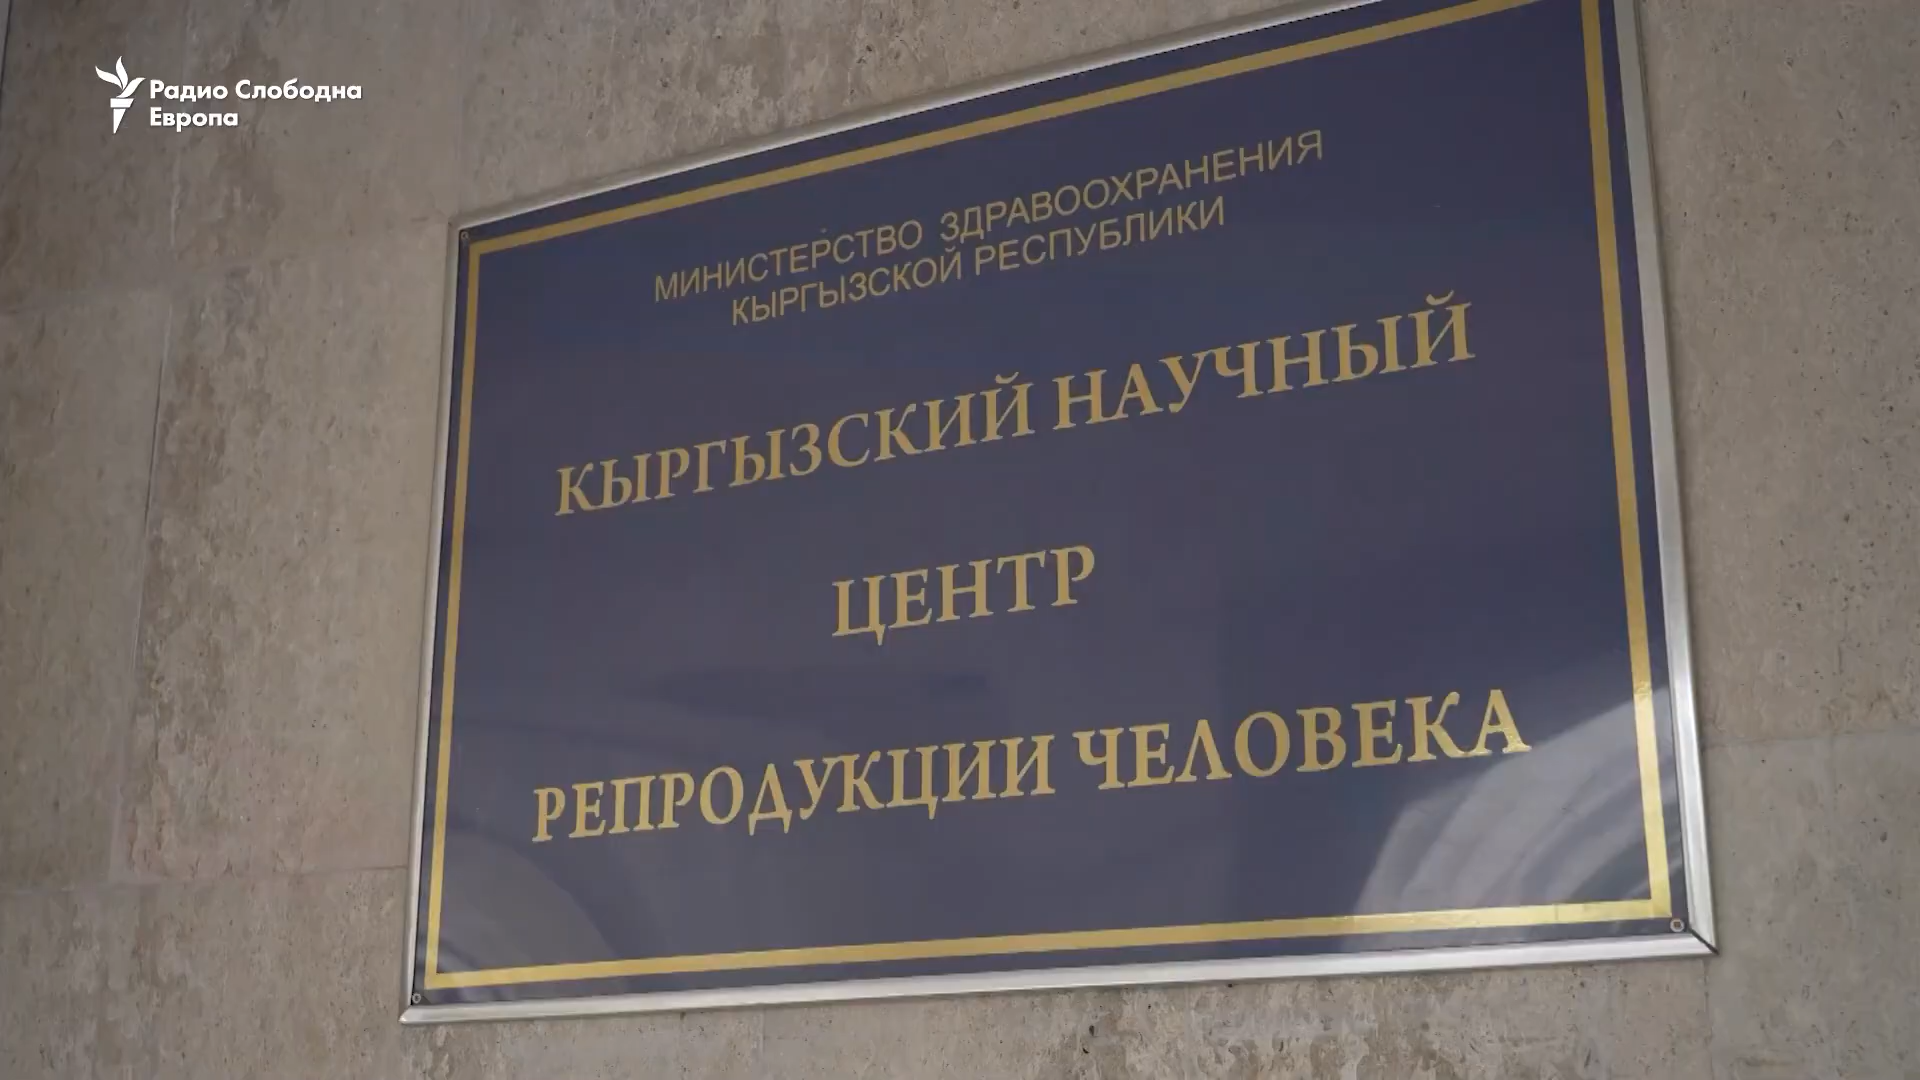 Радио Слободна
Европа
МИНИСТЕРСТВО ЗДРАВООХРАНЕНИЯ
КЫРГЫЗСКОЙ РЕСПУБЛИКИ
КЫРГЫЗСКИЙ НАУЧНЫЙ
ЦЕНТР
РЕПРОДУКЦИИ ЧЕЛОВЕКА